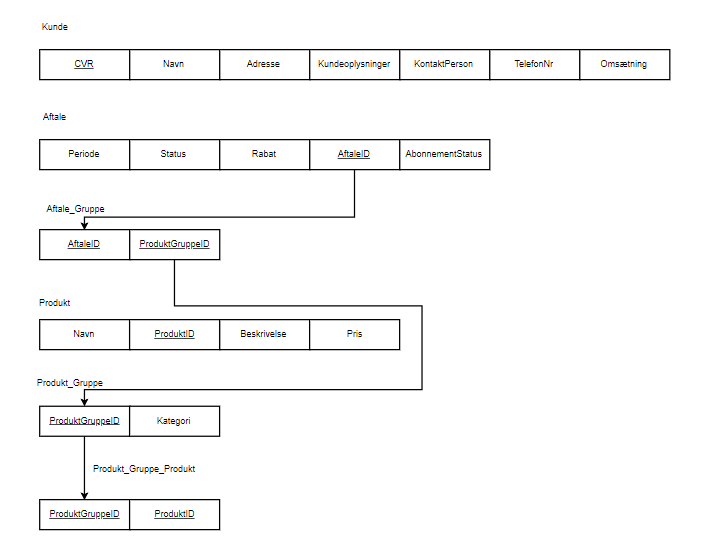 Kunde
CVR Navn Adresse Kundeoplysninger KontaktPerson TelefonNr Omsætning
Aftale
Periode Status Rabat AftaleID AbonnementStatus
Aftale_Gruppe
AftaleID ProduktGruppeID
Produkt
Navn ProduktID Beskrivelse Pris
Produkt_Gruppe
ProduktGruppeID Kategori
Produkt_Gruppe_Produkt
ProduktGruppeID ProduktID